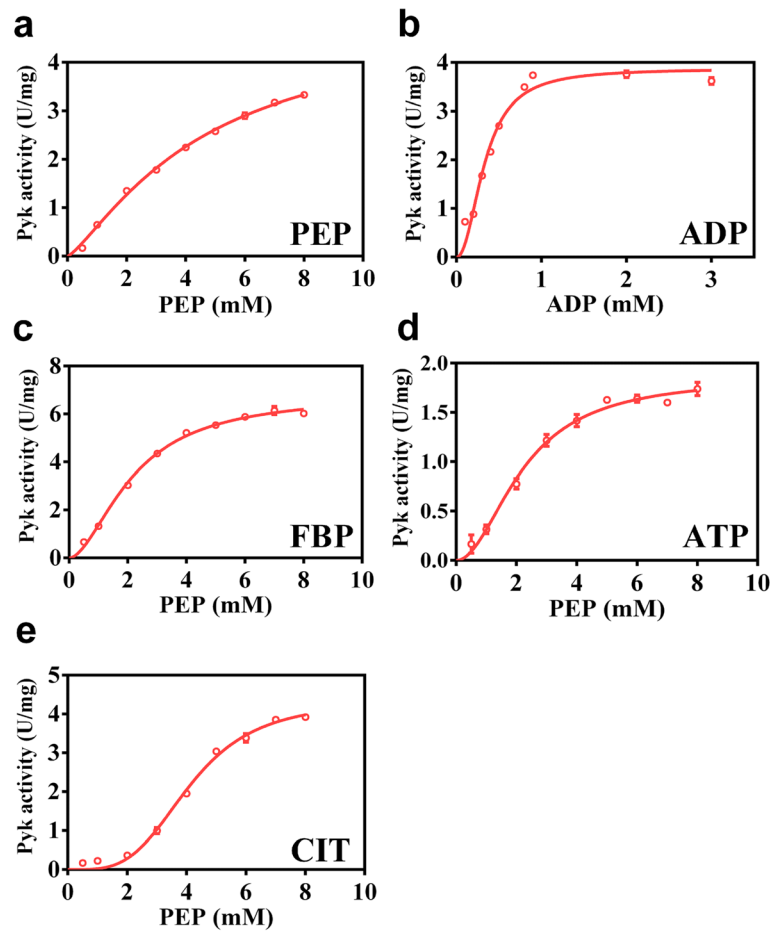 a
Pyk activity (U/mg)
4
3
2
1
0
0 2 4 6 8 10
PEP
PEP (mM)
b
Pyk activity (U/mg)
4
3
2
1
0
0 1 2 3
ADP
ADP (mM)
c
Pyk activity (U/mg)
8
6
4
2
0
0 2 4 6 8 10
FBP
PEP (mM)
d
Pyk activity (U/mg)
2.0
1.5
1.0
0.5
0.0
0 2 4 6 8 10
ATP
PEP (mM)
e
Pyk activity (U/mg)
5
4
3
2
1
0
0 2 4 6 8 10
CIT
PEP (mM)